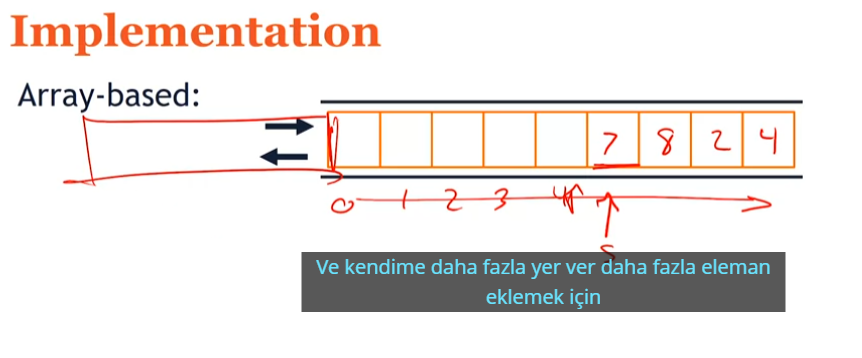 Implementation
Array-based:
7 8 2 4
0 1 2 3 4
5
Ve kendime daha fazla yer ver daha fazla eleman
eklemek için